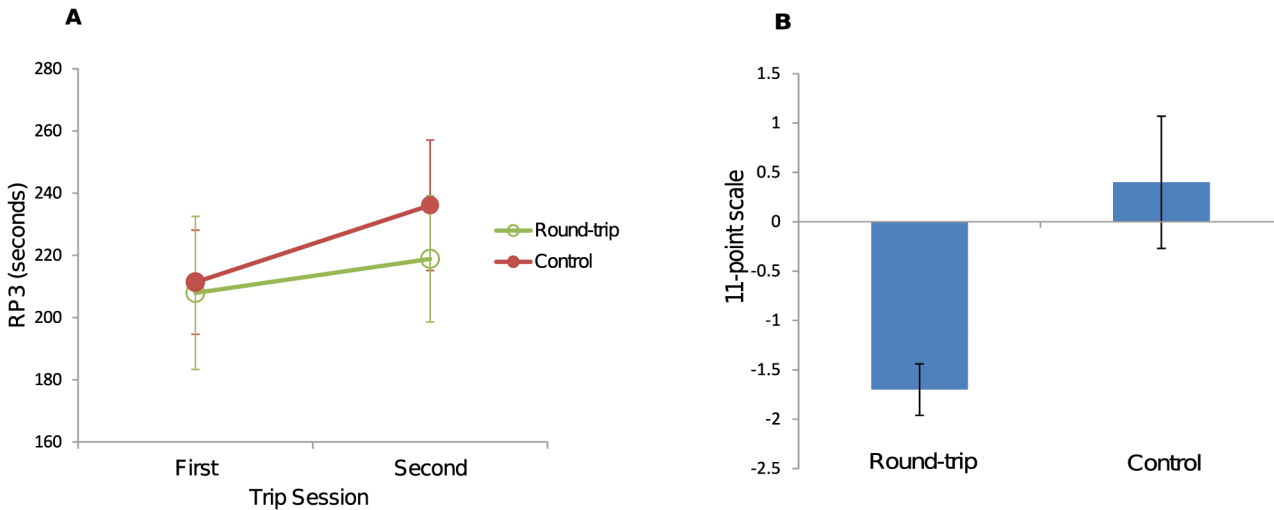 A
280
260
240
220
200
180
160
RP3 (seconds)
First
Second
Trip Session
Round-trip
Control
B
1.5
1
0.5
0
-0.5
-1
-1.5
-2
-2.5
11-point scale
Round-trip
Control